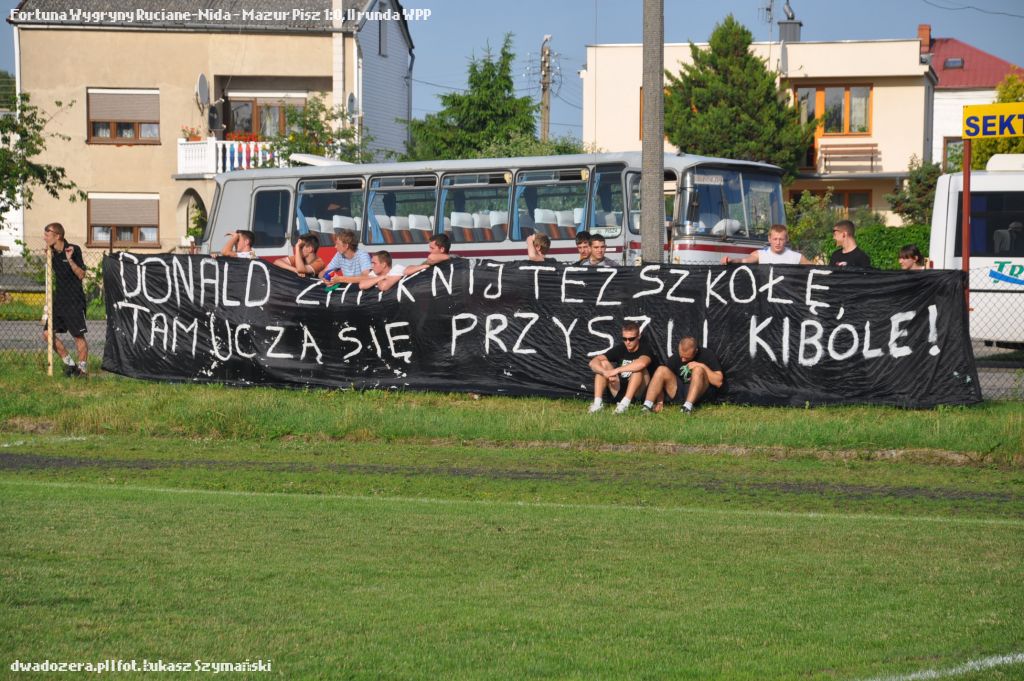 Fortuna Wygryny Ruciane-Nida - Mazur Pisz 1:0, II runda WPP
SEKT
DONALD ZAMKNIJ TEŻ SZKOŁĘ
TAM UCZĄ SIĘ PRZYSZLI KIBOLE!
dwadozera.pl|fot. Łukasz Szymański